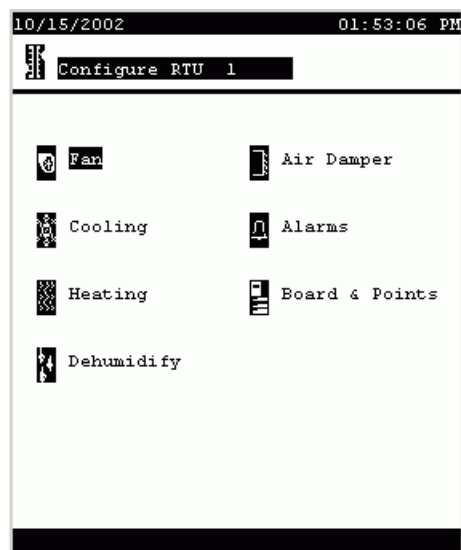 10/15/2002 01:53:06 PM
Configure RTU 1
Fan Air Damper
Cooling Alarms
Heating Board & Points
Dehumidify